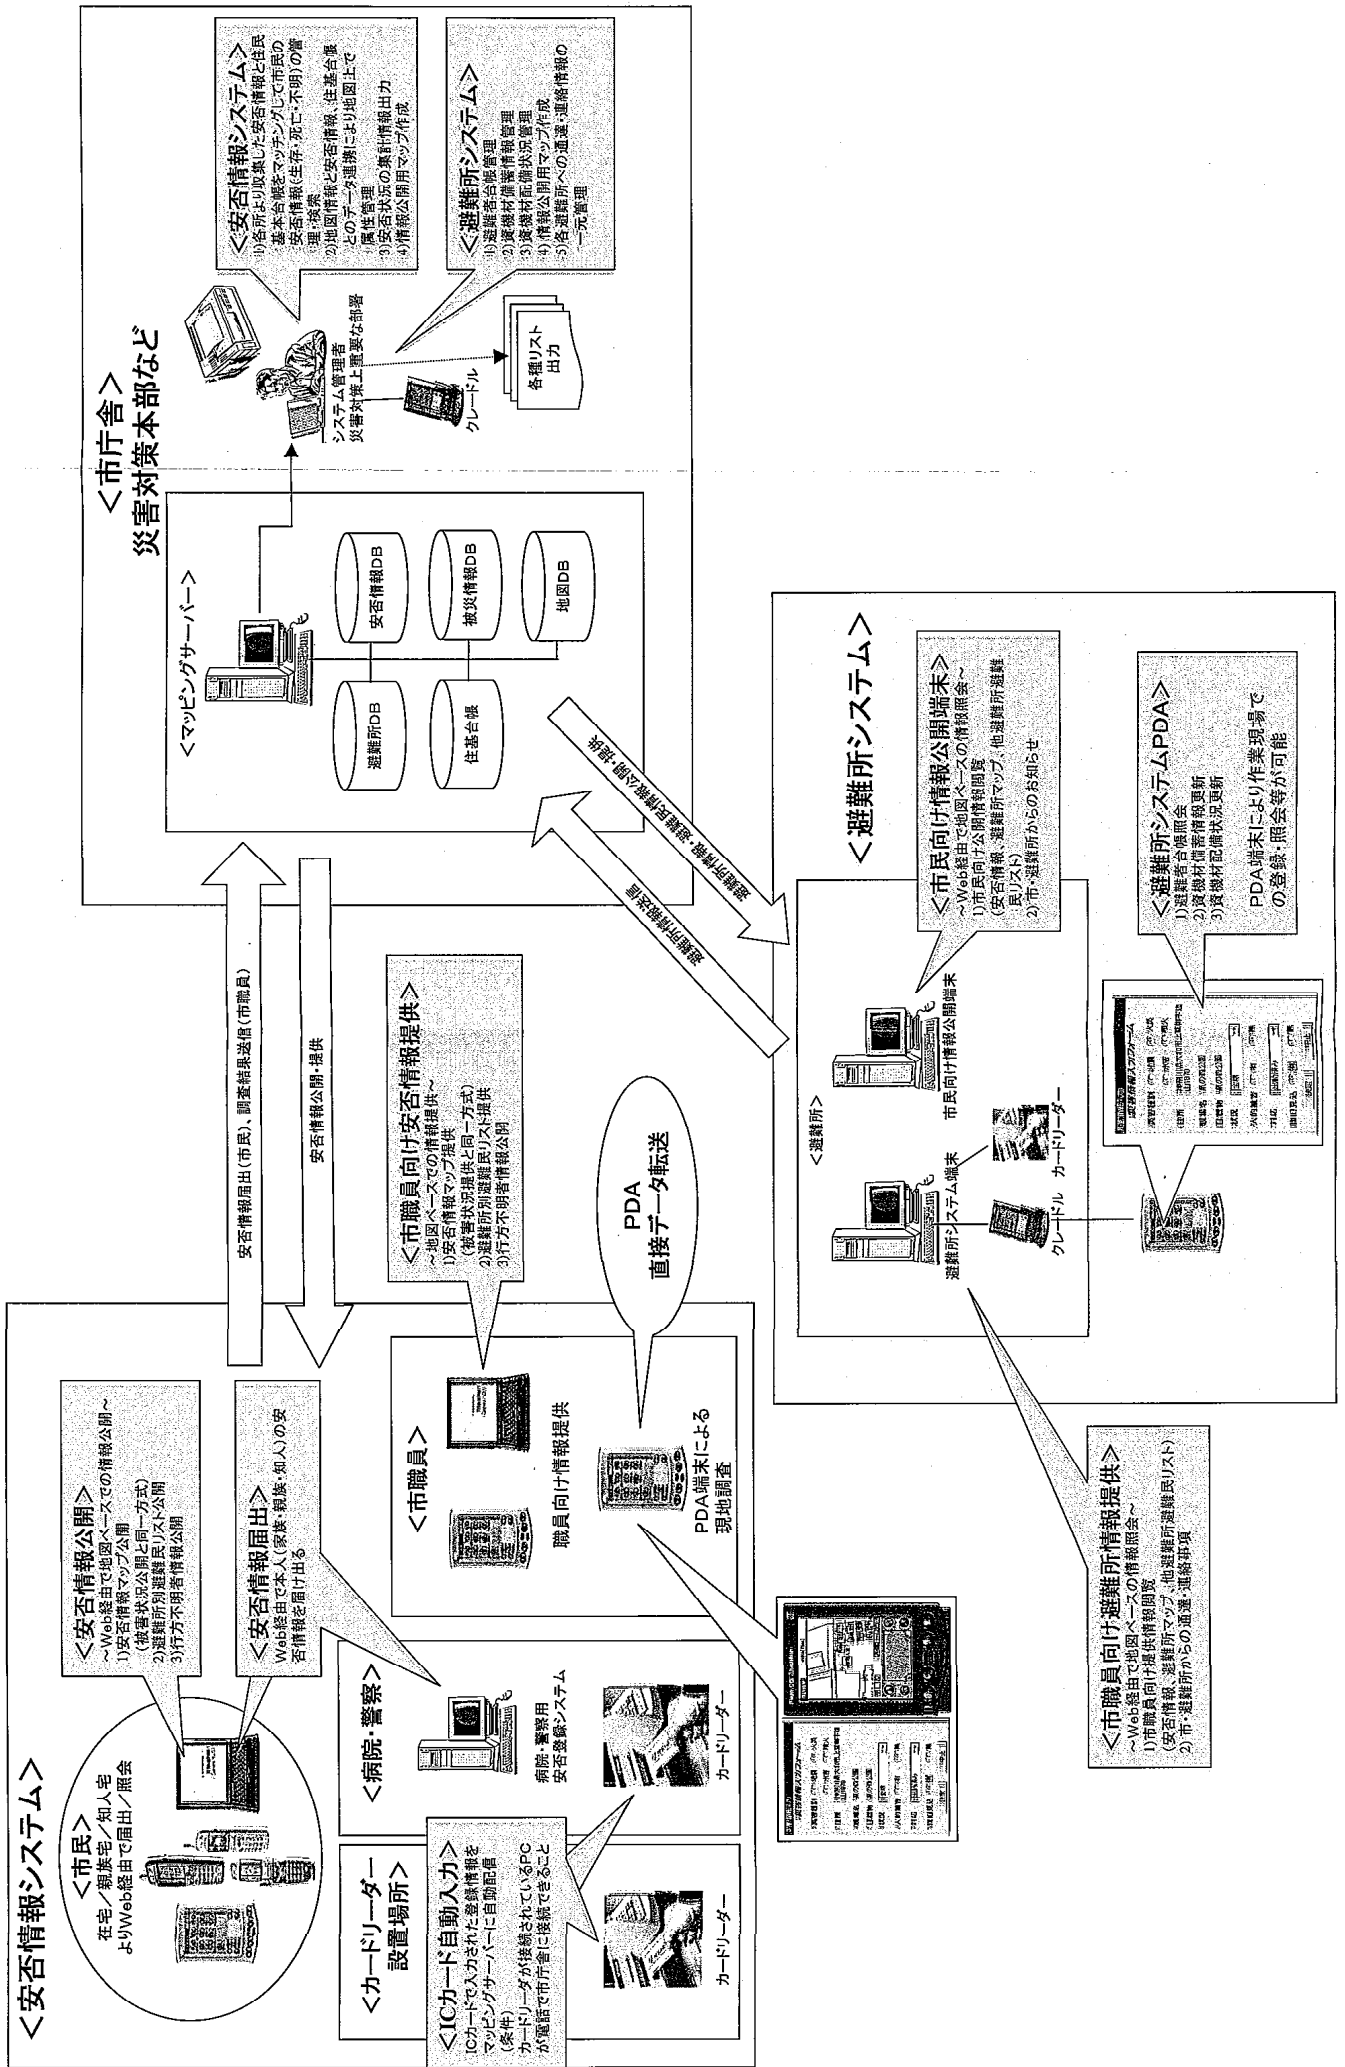 ＜安否情報システム＞
＜市民＞
在宅／親族宅／知人宅
よりWeb経由で届出／照会
＜安否情報公開＞
～Web経由で地図ベースでの情報公開～
1)安否情報マップ公開
(被害状況公開と同一方式)
2)避難所別避難民リスト公開
3)行方不明者情報公開
＜安否情報届出＞
Web経由で本人(家族・親族・知人)の安
否情報を届け出る
＜カードリーダー
設置場所＞
＜ICカード自動入力＞
ICカードで入力された登録情報を
マッピングサーバーに自動配信
(条件)
カードリーダが接続されているPC
が電話で市庁舎に接続できること
カードリーダー
＜病院・警察＞
病院・警察用
安否登録システム
カードリーダー
＜市職員＞
職員向け情報提供
PDA端末による
現地調査
＜市職員向け安否情報提供＞
～地図ベースでの情報提供～
1)安否情報マップ提供
(被害状況提供と同一方式)
2)避難所別避難民リスト提供
3)行方不明者情報公開
PDA
直接データ転送
安否情報届出(市民)、調査結果送信(市職員)
安否情報公開・提供
＜市庁舎＞
災害対策本部など
＜マッピングサーバー＞
避難所DB
安否情報DB
住基台帳
被災情報DB
地図DB
システム管理者
災害対策上重要な部署
クレードル
各種リスト
出力
＜安否情報システム＞
1)各所より収集した安否情報と住民
基本台帳をマッチングして市民の
安否情報(生存・死亡・不明)の管
理・検索
2)地図情報と安否情報、住基台帳
とのデータ連携により地図上で
属性管理
3)安否状況の集計情報出力
4)情報公開用マップ作成
＜避難所システム＞
1)避難者台帳管理
2)資機材備蓄情報管理
3)資機材配備状況管理
4)情報公開用マップ作成
5)各避難所への通達・連絡情報の
一元管理
避難所情報送信
避難所情報・避難民情報公開・提供
＜避難所システム＞
＜避難所＞
避難所システム端末
市民向け情報公開端末
クレードル
カードリーダー
＜市民向け情報公開端末＞
～Web経由で地図ベースの情報照会～
1)市民向け公開情報閲覧
(安否情報、避難所マップ、他避難所避難
民リスト)
2)市・避難所からのお知らせ
＜避難所システムPDA＞
1)避難者台帳照会
2)資機材備蓄情報更新
3)資機材配備状況更新
PDA端末により作業現場で
の登録・照会等が可能
＜市職員向け避難所情報提供＞
～Web経由で地図ベースの情報照会～
1)市職員向け提供情報閲覧
(安否情報、避難所マップ、他避難所避難民リスト)
2)市・避難所からの通達・連絡事項